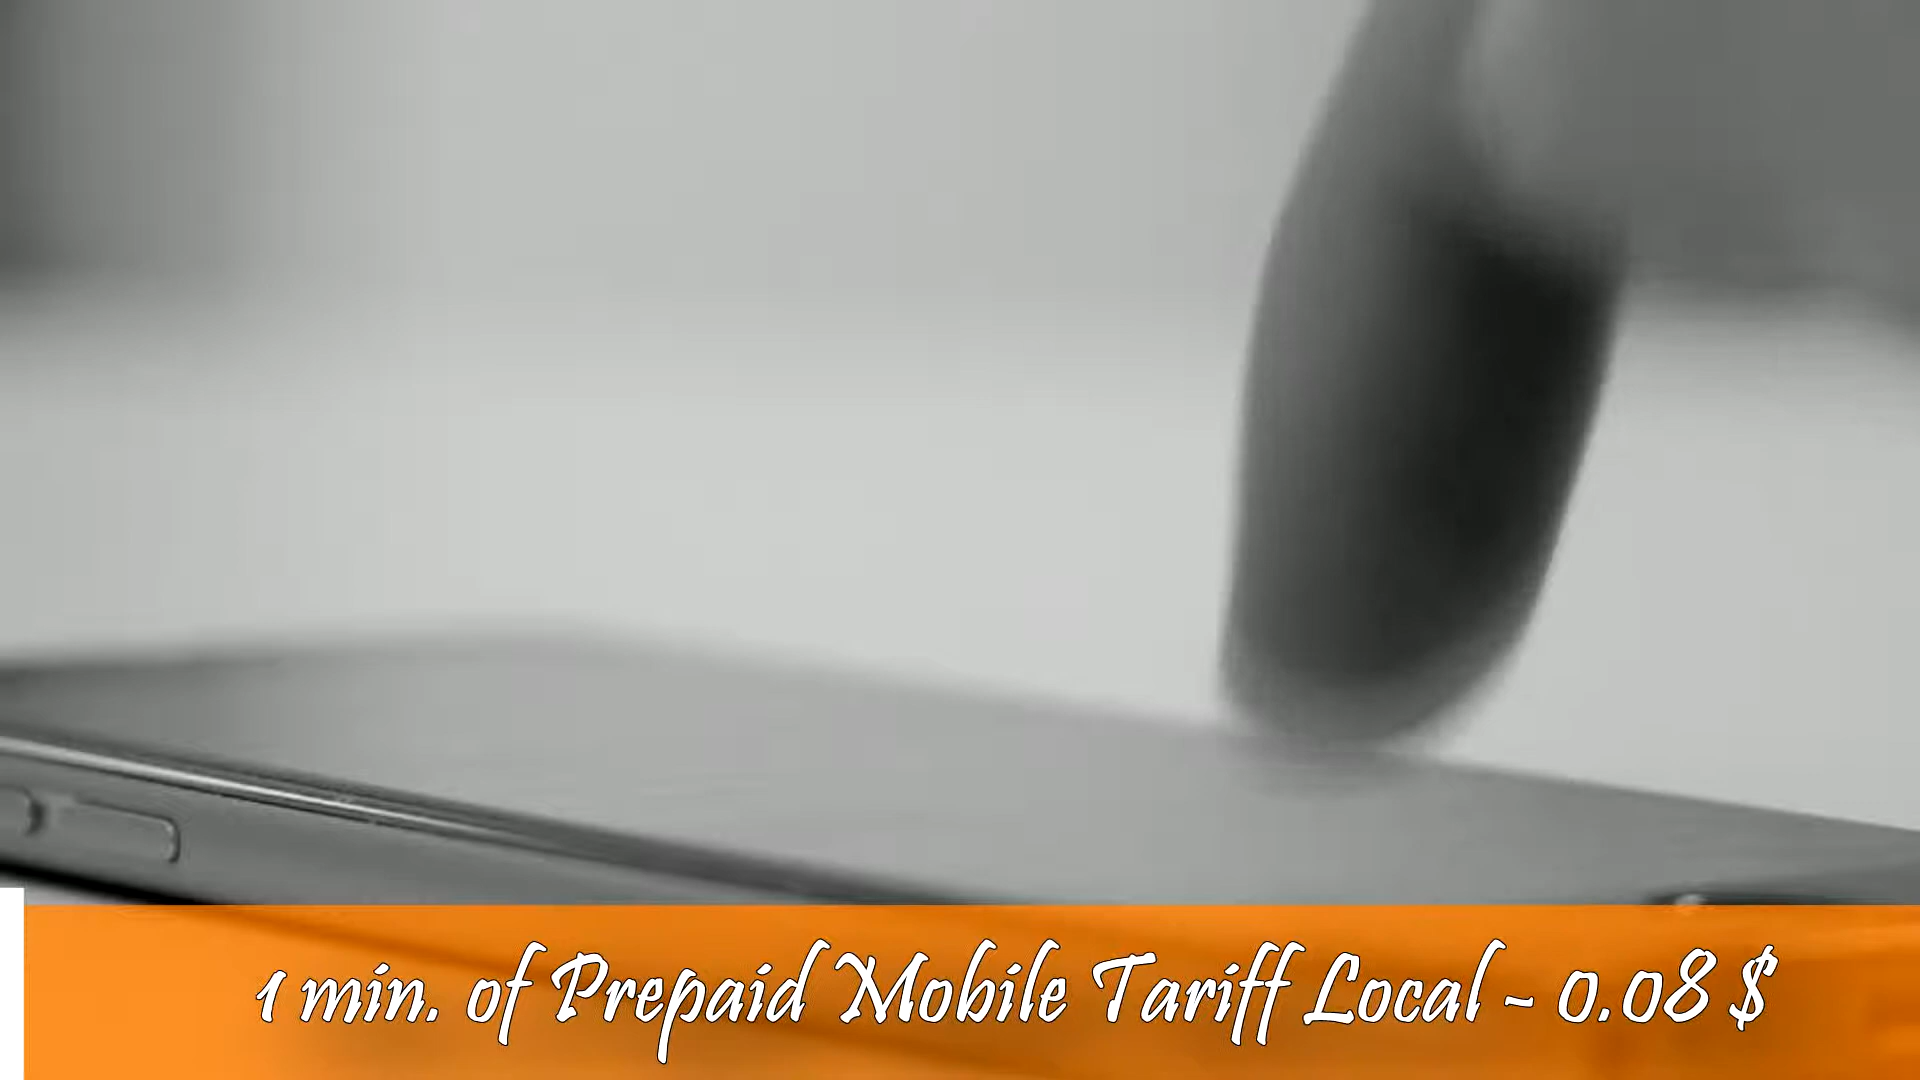 1 min. of Prepaid Mobile Tariff Local - 0.08 $